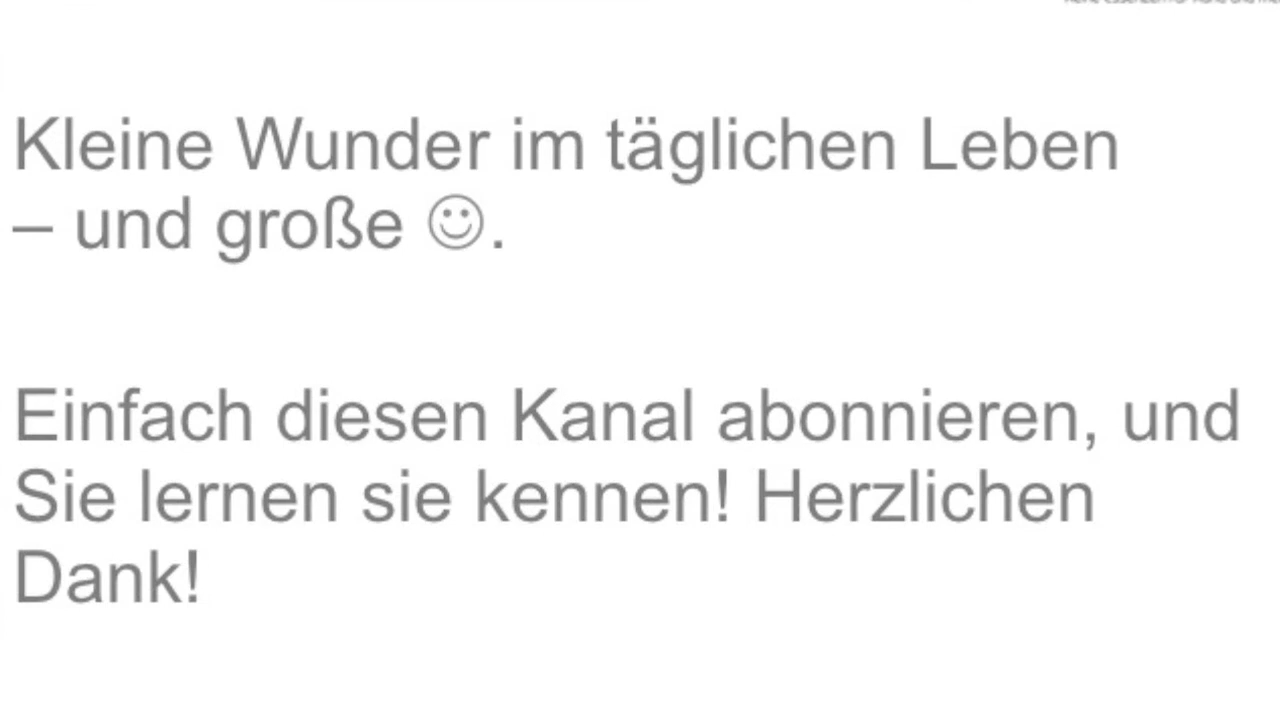 Kleine Wunder im täglichen Leben
– und große ☺.
Einfach diesen Kanal abonnieren, und
Sie lernen sie kennen! Herzlichen
Dank!